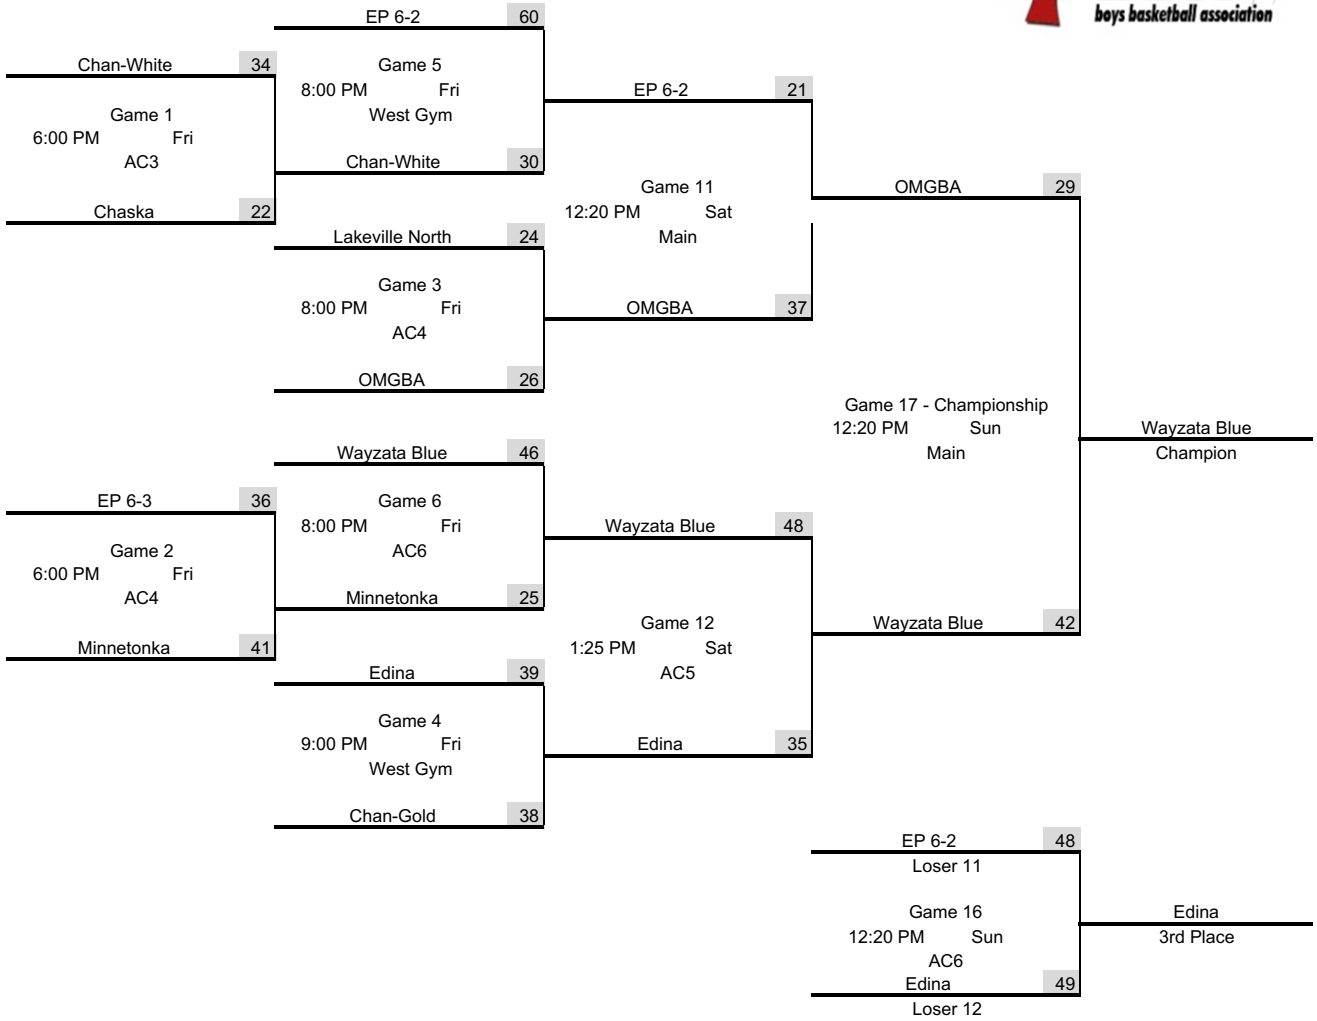 boys basketball association
EP 6-2 60
Chan-White 34
Game 5
8:00 PM Fri
West Gym
EP 6-2 21
Game 1
6:00 PM Fri
AC3
Chan-White 30
Game 11
12:20 PM Sat
Main
OMGBA 29
Chaska 22
Lakeville North 24
Game 3
8:00 PM Fri
AC4
OMGBA 37
OMGBA 26
Game 17 - Championship
12:20 PM Sun
Main
Wayzata Blue
Champion
Wayzata Blue 46
EP 6-3 36
Game 6
8:00 PM Fri
AC6
Wayzata Blue 48
Game 2
6:00 PM Fri
AC4
Minnetonka 25
Game 12
1:25 PM Sat
AC5
Wayzata Blue 42
Minnetonka 41
Edina 39
Game 4
9:00 PM Fri
West Gym
Edina 35
Chan-Gold 38
EP 6-2 48
Loser 11
Game 16
12:20 PM Sun
AC6
Edina
3rd Place
Edina 49
Loser 12